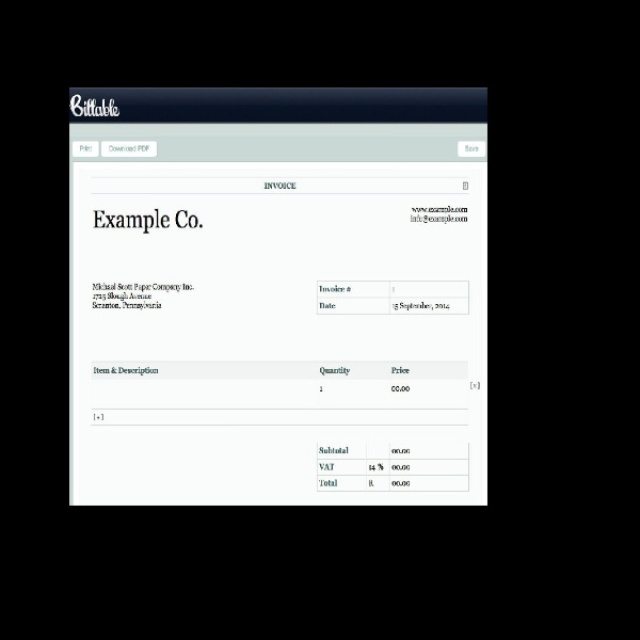 Billable
Print Download PDF Save
INVOICE
Example Co.
www.example.com
info@example.com
Michael Scott Paper Company Inc.
1725 Slough Avenue
Scranton, Pennsylvania
Invoice # 1
Date 15 September, 2014
Item & Description Quantity Price
1 00.00
[+]
Subtotal 00.00
VAT 14 % 00.00
Total R 00.00